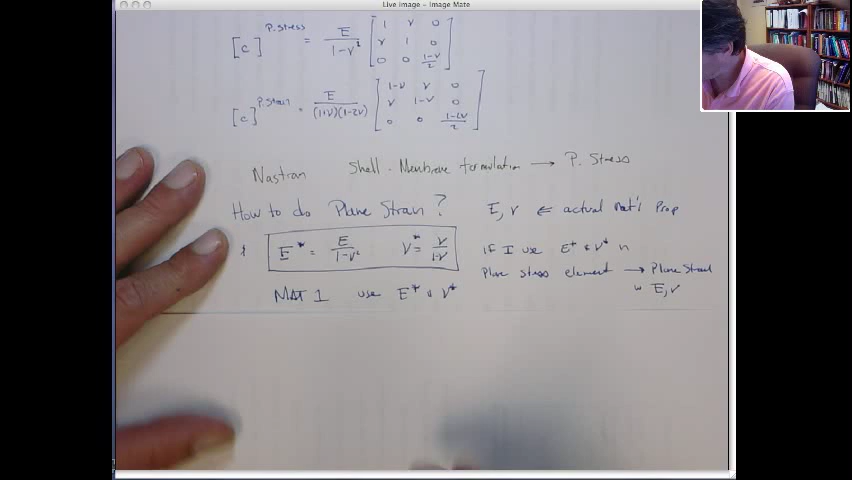 Live Image - Image Mate
[C]^P.Stress = E/(1-ν²) [1 ν 0
ν 1 0
0 0 (1-ν)/2]
[C]^P.Strain = E/((1+ν)(1-2ν)) [1-ν ν 0
ν 1-ν 0
0 0 (1-2ν)/2]
Nastran Shell - Membrane formulation → P. Stress
How to do Plane Strain? E, ν ← actual Mat'l Prop
E* = E/(1-ν²) ν* = ν/(1-ν) If I use E* & ν* in
Plane stress element → Plane Strain
w E, ν
MAT 1 use E* & ν*